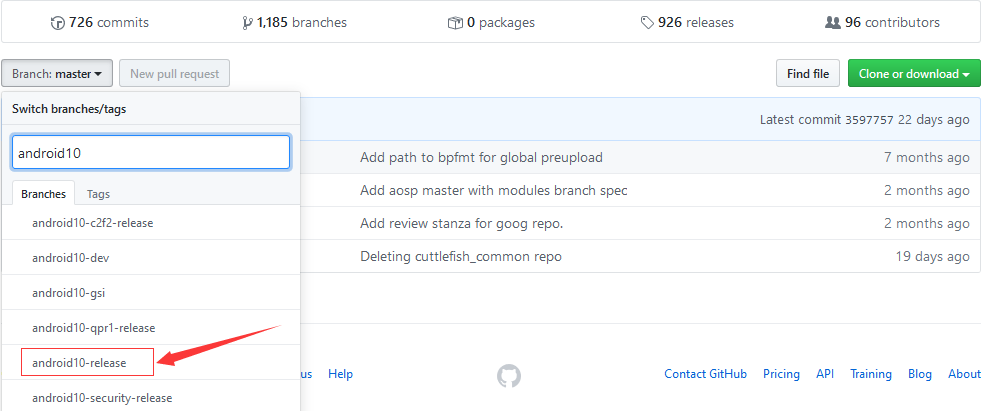 726 commits 1,185 branches 0 packages 926 releases 96 contributors
Branch: master New pull request Find file Clone or download
Switch branches/tags
Latest commit 3597757 22 days ago
android10
Add path to bpfmt for global preupload 7 months ago
Branches Tags
Add aosp master with modules branch spec 2 months ago
android10-c2f2-release
Add review stanza for goog repo. 2 months ago
android10-dev
Deleting cuttlefish_common repo 19 days ago
android10-gsi
android10-qpr1-release
android10-release
us Help Contact GitHub Pricing API Training Blog About
android10-security-release